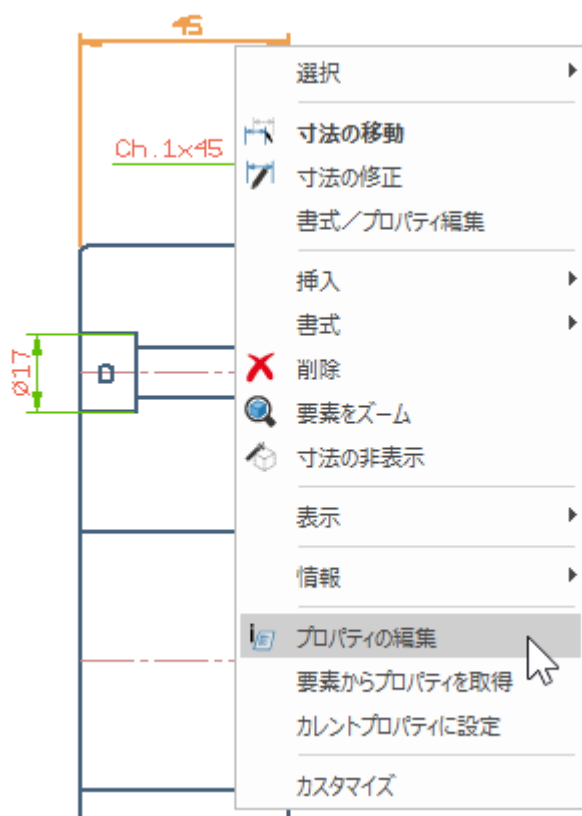 45
Ch.1x45
Ø17
D
選択
寸法の移動
寸法の修正
書式／プロパティ編集
挿入
書式
削除
要素をズーム
寸法の非表示
表示
情報
プロパティの編集
要素からプロパティを取得
カレントプロパティに設定
カスタマイズ